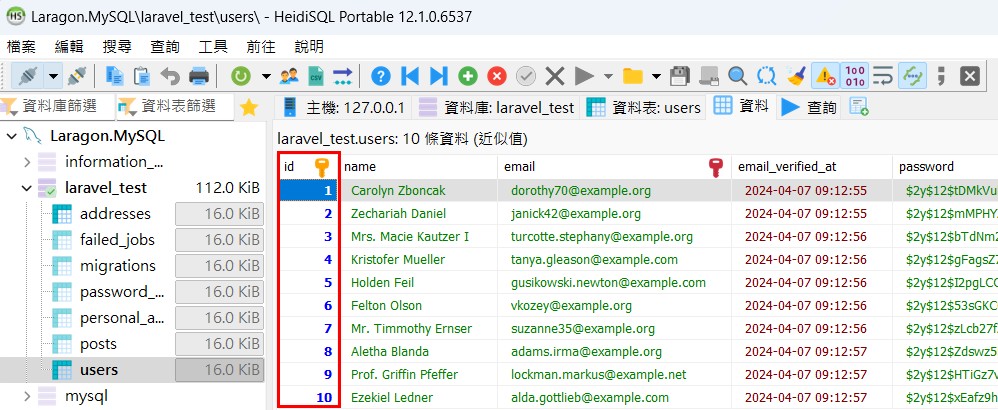 Laragon.MySQL\laravel_test\users\ - HeidiSQL Portable 12.1.0.6537
檔案 編輯 搜尋 查詢 工具 前往 說明
資料庫篩選 資料表篩選 主機: 127.0.0.1 資料庫: laravel_test 資料表: users 資料 查詢
Laragon.MySQL
information_...
laravel_test 112.0 KiB
addresses 16.0 KiB
failed_jobs 16.0 KiB
migrations 16.0 KiB
password_... 16.0 KiB
personal_a... 16.0 KiB
posts 16.0 KiB
users 16.0 KiB
mysql
laravel_test.users: 10 條資料 (近似值)
id name email email_verified_at password
1 Carolyn Zboncak dorothy70@example.org 2024-04-07 09:12:55 $2y$12$tDMkVu
2 Zechariah Daniel janick42@example.org 2024-04-07 09:12:55 $2y$12$mMPHY
3 Mrs. Macie Kautzer I turcotte.stephany@example.org 2024-04-07 09:12:56 $2y$12$bTdNm
4 Kristofer Mueller tanya.gleason@example.com 2024-04-07 09:12:56 $2y$12$gFagsZ
5 Holden Feil gusikowski.newton@example.com 2024-04-07 09:12:56 $2y$12$I2pgLC
6 Felton Olson vkozey@example.com 2024-04-07 09:12:56 $2y$12$53sGKC
7 Mr. Timmothy Ernser suzanne35@example.org 2024-04-07 09:12:56 $2y$12$zLcb27f
8 Aletha Blanda adams.irma@example.com 2024-04-07 09:12:57 $2y$12$Zdswz5
9 Prof. Griffin Pfeffer lockman.markus@example.net 2024-04-07 09:12:57 $2y$12$HTiGz7v
10 Ezekiel Ledner alda.gottlieb@example.com 2024-04-07 09:12:57 $2y$12$xEafz9h